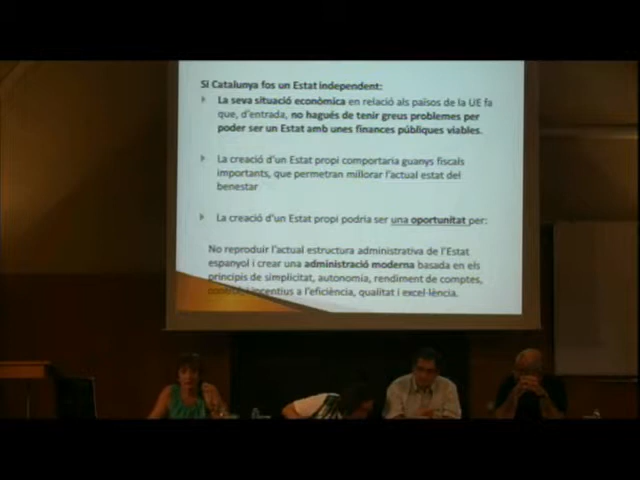 Si Catalunya fos un Estat independent:
La seva situació econòmica en relació als països de la UE fa
que, d'entrada, no hagués de tenir greus problemes per
poder ser un Estat amb unes finances públiques viables.
La creació d'un Estat propi comportaria guanys fiscals
importants, que permetran millorar l'actual estat del
benestar
La creació d'un Estat propi podria ser una oportunitat per:
No reproduir l'actual estructura administrativa de l'Estat
espanyol i crear una administració moderna basada en els
principis de simplicitat, autonomia, rendiment de comptes,
incentius a l'eficiència, qualitat i excel·lència.